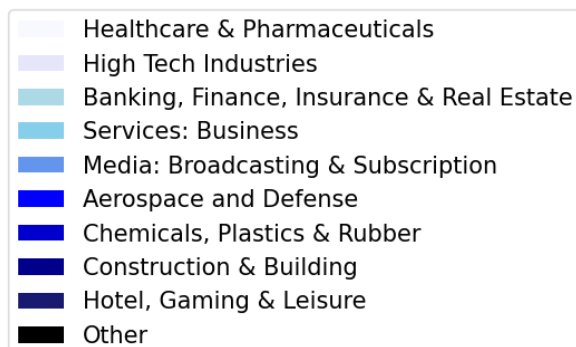 Healthcare & Pharmaceuticals
High Tech Industries
Banking, Finance, Insurance & Real Estate
Services: Business
Media: Broadcasting & Subscription
Aerospace and Defense
Chemicals, Plastics & Rubber
Construction & Building
Hotel, Gaming & Leisure
Other